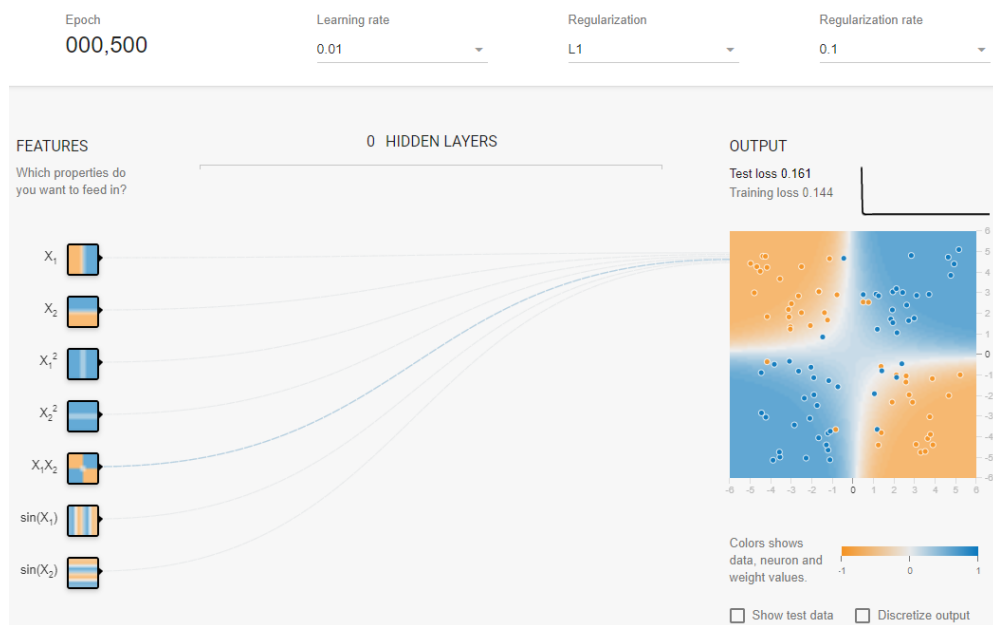 Epoch
000,500
Learning rate
0.01
Regularization
L1
Regularization rate
0.1
FEATURES
Which properties do
you want to feed in?
0 HIDDEN LAYERS
OUTPUT
Test loss 0.161
Training loss 0.144
X₁
X₂
X₁²
X₂²
X₁X₂
sin(X₁)
sin(X₂)
6
5
4
3
2
1
0
-1
-2
-3
-4
-5
-6
-6 -5 -4 -3 -2 -1 0 1 2 3 4 5 6
Colors shows
data, neuron and
weight values.
-1 0 1
Show test data
Discretize output